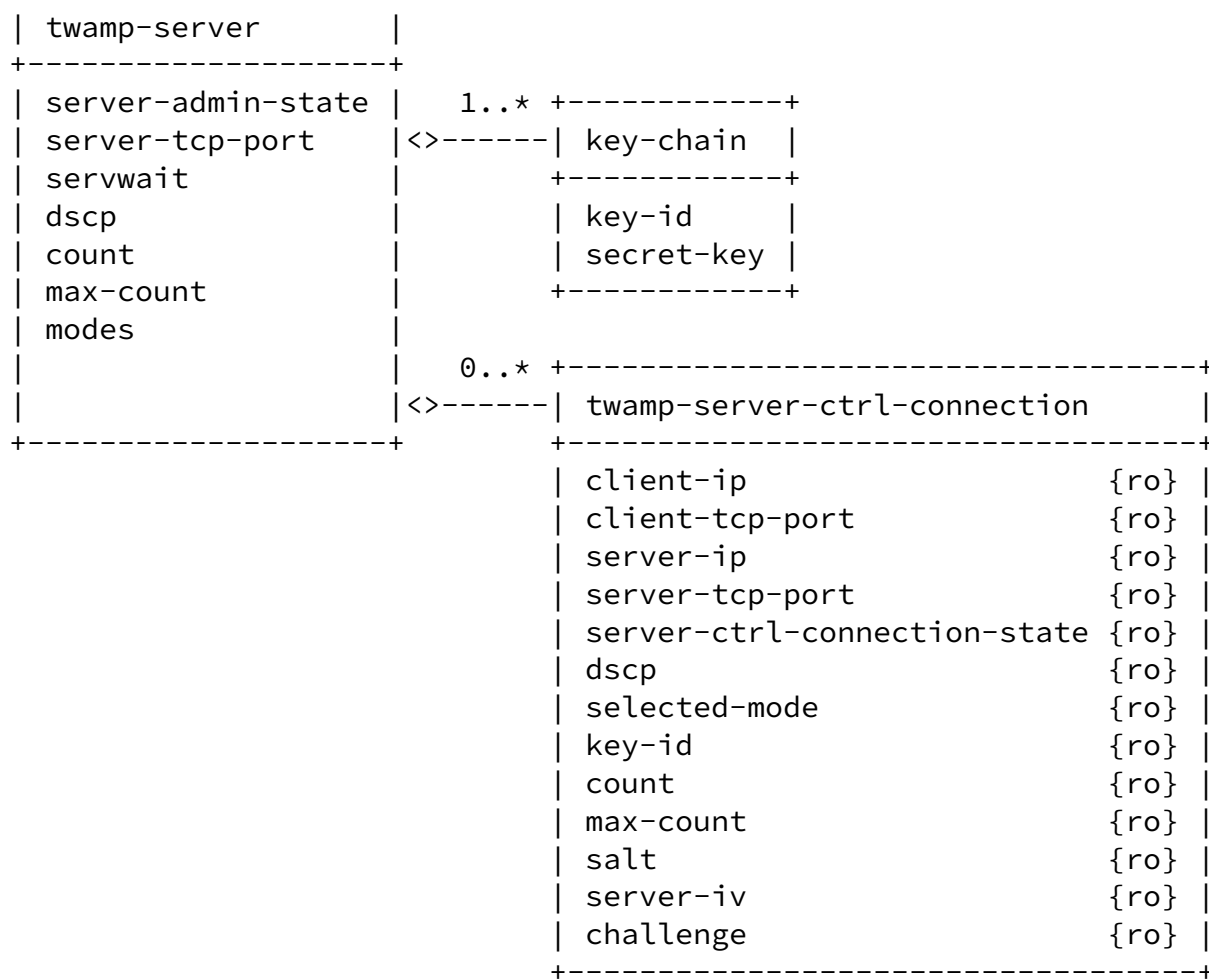 | twamp-server       |
+--------------------+
| server-admin-state |   1..* +------------+
| server-tcp-port    |<>------| key-chain  |
| servwait           |        +------------+
| dscp               |        | key-id     |
| count              |        | secret-key |
| max-count          |        +------------+
| modes              |
|                    |   0..* +-----------------------------------+
|                    |<>------| twamp-server-ctrl-connection      |
+--------------------+        +-----------------------------------+
                              | client-ip                    {ro} |
                              | client-tcp-port              {ro} |
                              | server-ip                    {ro} |
                              | server-tcp-port              {ro} |
                              | server-ctrl-connection-state {ro} |
                              | dscp                         {ro} |
                              | selected-mode                {ro} |
                              | key-id                       {ro} |
                              | count                        {ro} |
                              | max-count                    {ro} |
                              | salt                         {ro} |
                              | server-iv                    {ro} |
                              | challenge                    {ro} |
                              +-----------------------------------+